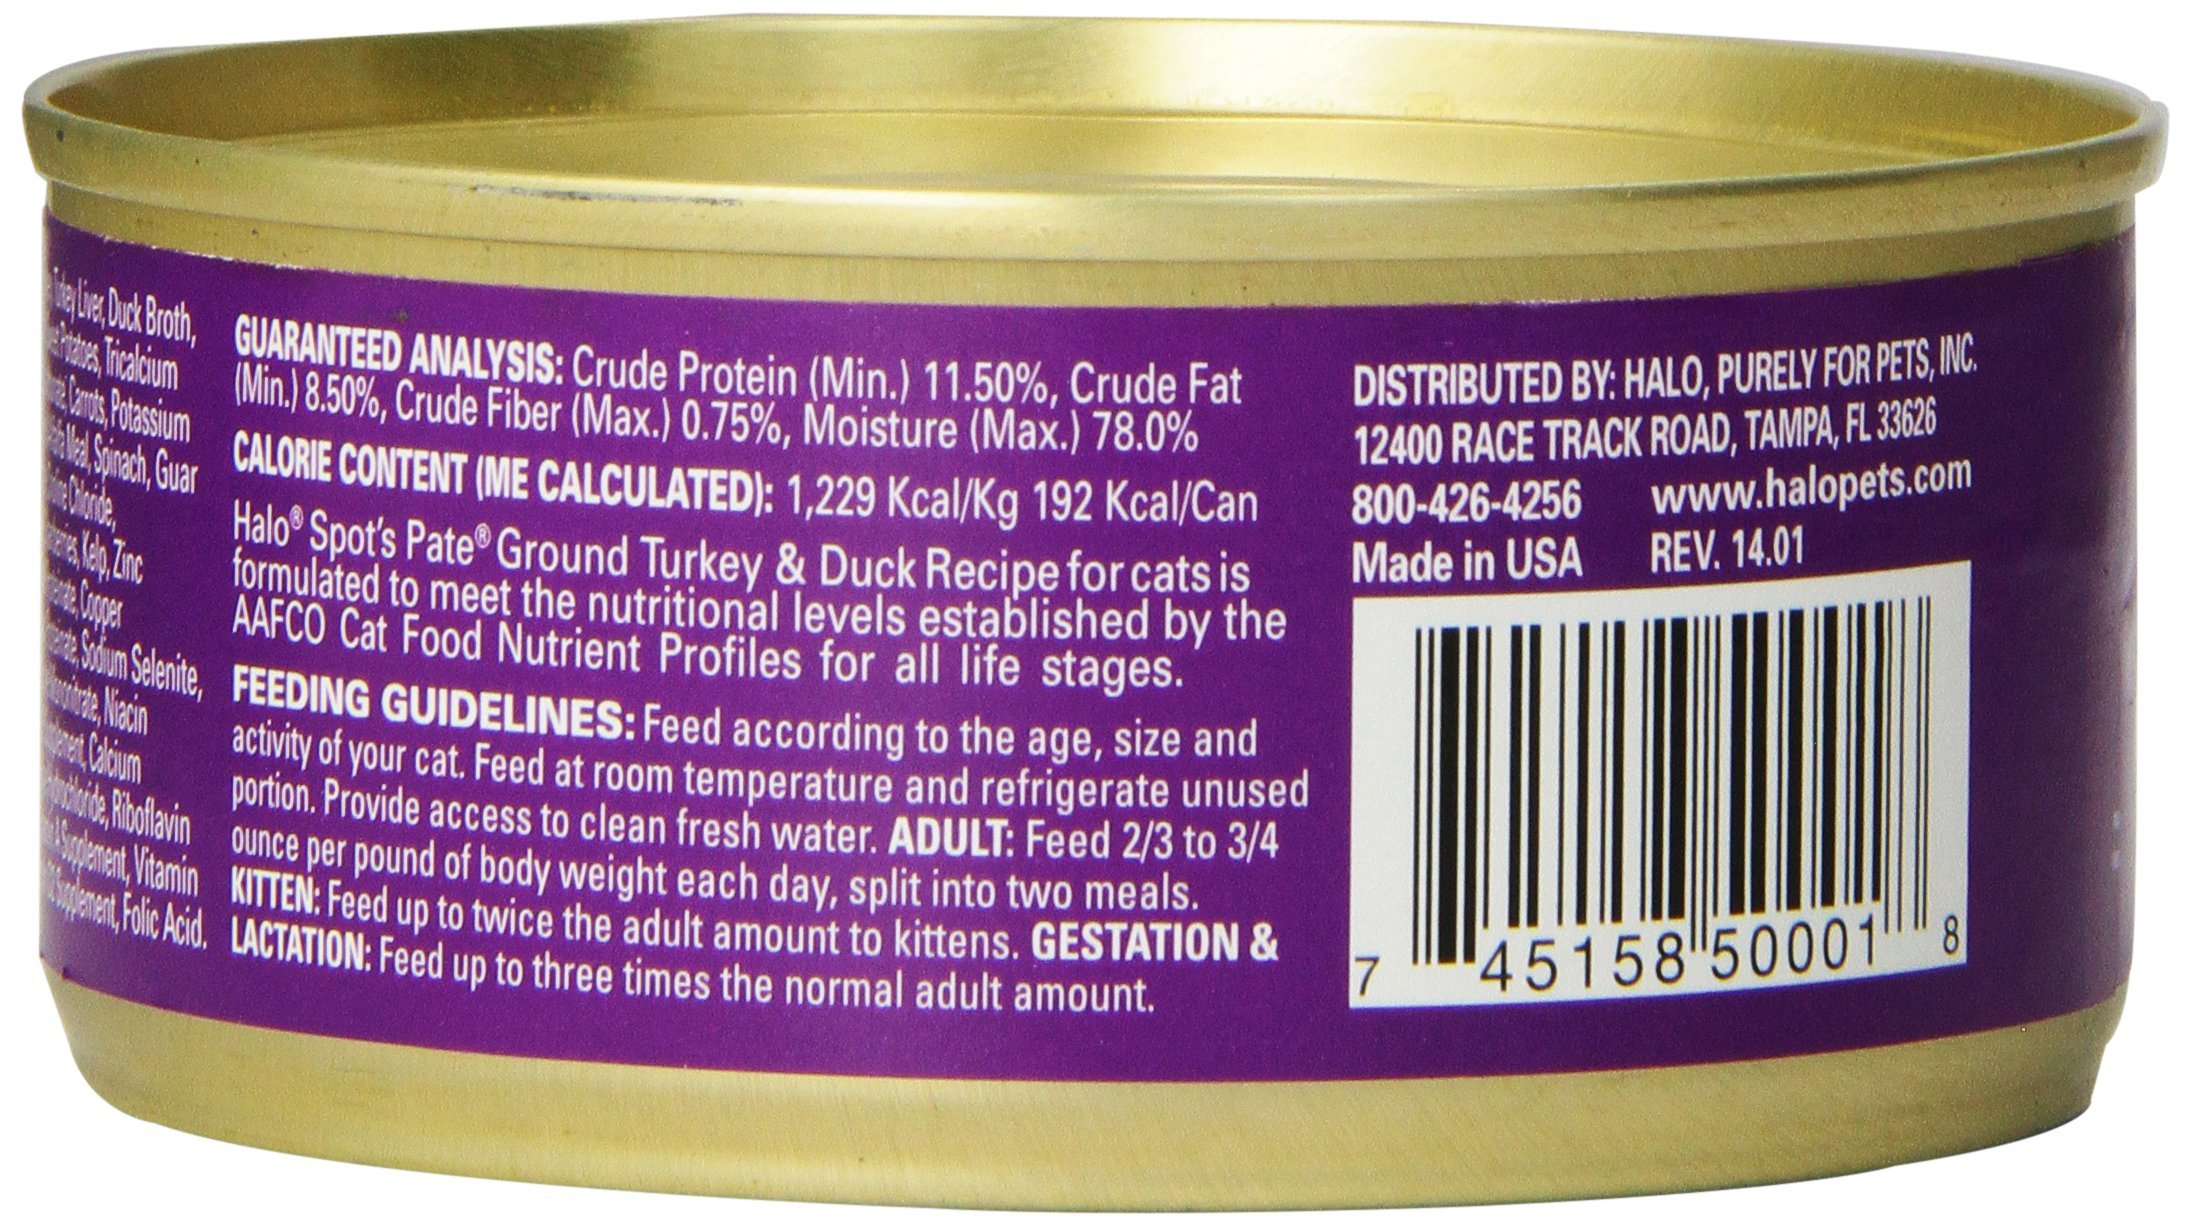 Turkey Liver, Duck Broth,
Potatoes, Tricalcium
Carrots, Potassium
Meal, Spinach, Guar
Chloride,
Kelp, Zinc
Copper
Sodium Selenite,
Niacin
Calcium
Riboflavin
Supplement, Vitamin
Supplement, Folic Acid.
GUARANTEED ANALYSIS: Crude Protein (Min.) 11.50%, Crude Fat
(Min.) 8.50%, Crude Fiber (Max.) 0.75%, Moisture (Max.) 78.0%
CALORIE CONTENT (ME CALCULATED): 1,229 Kcal/Kg 192 Kcal/Can
Halo® Spot's Pate® Ground Turkey & Duck Recipe for cats is
formulated to meet the nutritional levels established by the
AAFCO Cat Food Nutrient Profiles for all life stages.
FEEDING GUIDELINES: Feed according to the age, size and
activity of your cat. Feed at room temperature and refrigerate unused
portion. Provide access to clean fresh water. ADULT: Feed 2/3 to 3/4
ounce per pound of body weight each day, split into two meals.
KITTEN: Feed up to twice the adult amount to kittens. GESTATION &
LACTATION: Feed up to three times the normal adult amount.
DISTRIBUTED BY: HALO, PURELY FOR PETS, INC.
12400 RACE TRACK ROAD, TAMPA, FL 33626
800-426-4256 www.halopets.com
Made in USA REV. 14.01
7 45158 50001 8